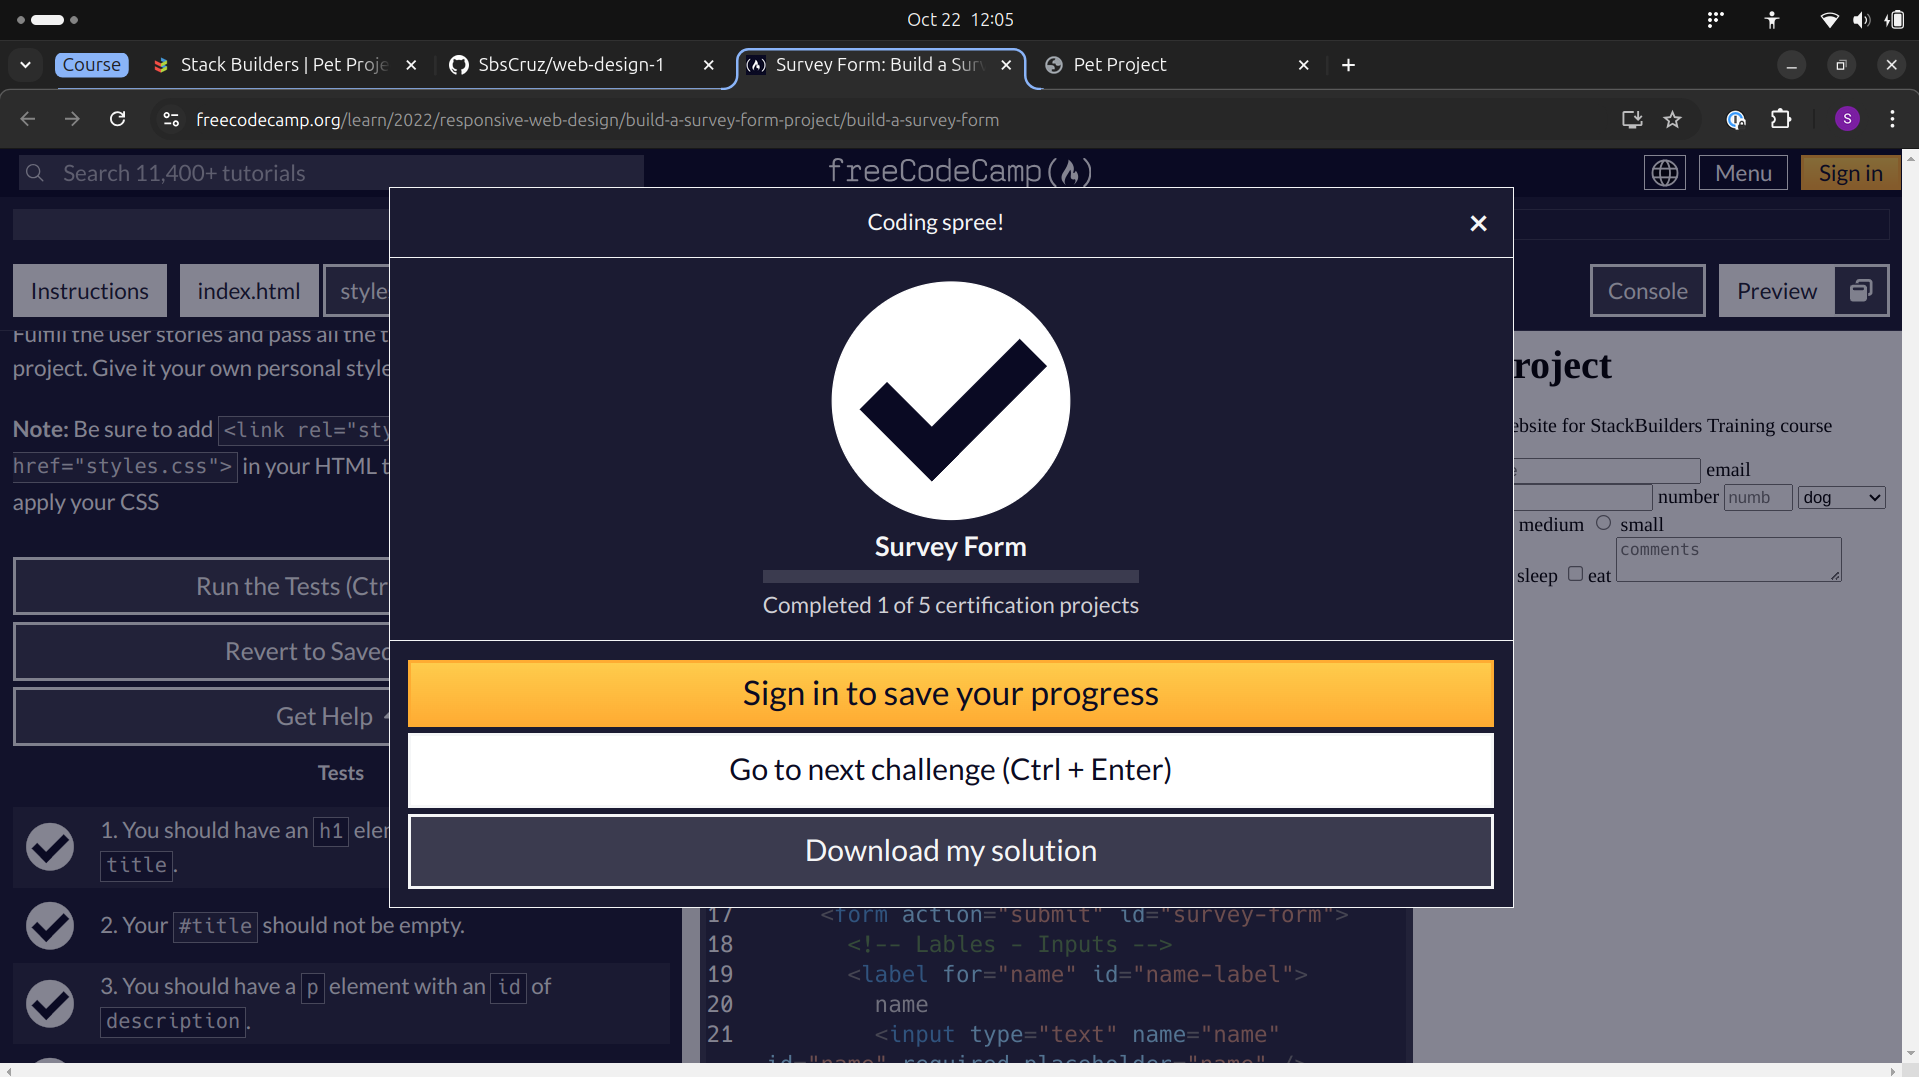 Oct 22 12:05
Course
Stack Builders | Pet Proje
SbsCruz/web-design-1
Survey Form: Build a Sur
Pet Project
freecodecamp.org/learn/2022/responsive-web-design/build-a-survey-form-project/build-a-survey-form
S
Search 11,400+ tutorials
freeCodeCamp
Menu
Sign in
Coding spree!
Instructions
index.html
style
Console
Preview
Fulfill the user stories and pass all the t
project. Give it your own personal style
Note: Be sure to add <link rel="sty
href="styles.css"> in your HTML t
apply your CSS
Run the Tests (Ctr
Revert to Saved
Get Help
Tests
1. You should have an h1 eler
title.
2. Your #title should not be empty.
3. You should have a p element with an id of
description.
Survey Form
Completed 1 of 5 certification projects
Sign in to save your progress
Go to next challenge (Ctrl + Enter)
Download my solution
17 <form action="submit" id="survey-form">
18 <!-- Lables - Inputs -->
19 <label for="name" id="name-label">
20 name
21 <input type="text" name="name"
id="name" required placeholder="name" />
roject
ebsite for StackBuilders Training course
email
number numb dog
medium small
comments
sleep eat